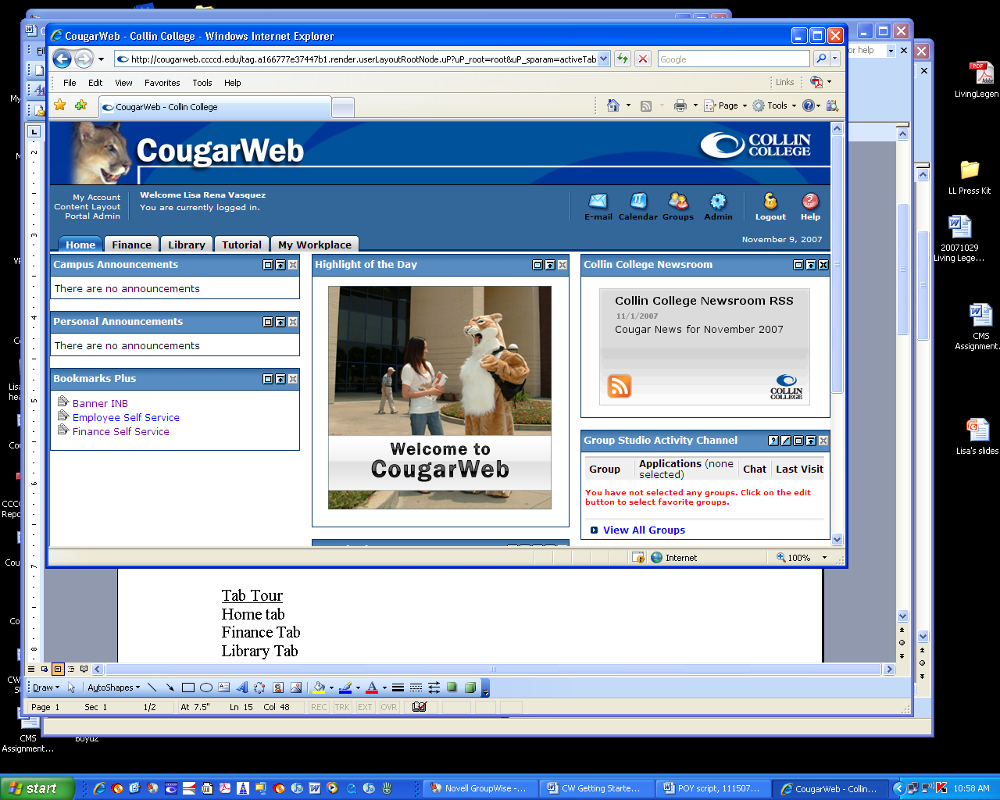 CougarWeb - Collin College - Windows Internet Explorer
http://cougarweb.ccccd.edu/tag.a166777e37447b1.render.userLayoutRootNode.uP?uP_root=root&uP_sparam=activeTab
Google
File Edit View Favorites Tools Help
Links
CougarWeb - Collin College
Page Tools
or help
CougarWeb
COLLIN COLLEGE
My Account
Content Layout
Portal Admin
Welcome Lisa Rena Vasquez
You are currently logged in.
E-mail Calendar Groups Admin Logout Help
November 9, 2007
Home Finance Library Tutorial My Workplace
Campus Announcements
There are no announcements
Personal Announcements
There are no announcements
Bookmarks Plus
Banner INB
Employee Self Service
Finance Self Service
Highlight of the Day
Welcome to
CougarWeb
Collin College Newsroom
Collin College Newsroom RSS
11/1/2007
Cougar News for November 2007
COLLIN
COLLEGE
Group Studio Activity Channel
Group Applications (none selected) Chat Last Visit
You have not selected any groups. Click on the edit
button to select favorite groups.
View All Groups
Internet
100%
Tab Tour
Home tab
Finance Tab
Library Tab
Draw AutoShapes
Page 1 Sec 1 1/2 At 7.5" Ln 15 Col 48 REC TRK EXT OVR
LivingLegen
LL Press Kit
20071029
Living Lege...
CMS
Assignment.
Lisa's slides
CMS
Assignment...
start
Novell GroupWise -...
CW Getting Starte...
POY script, 111507...
CougarWeb - Collin...
10:58 AM